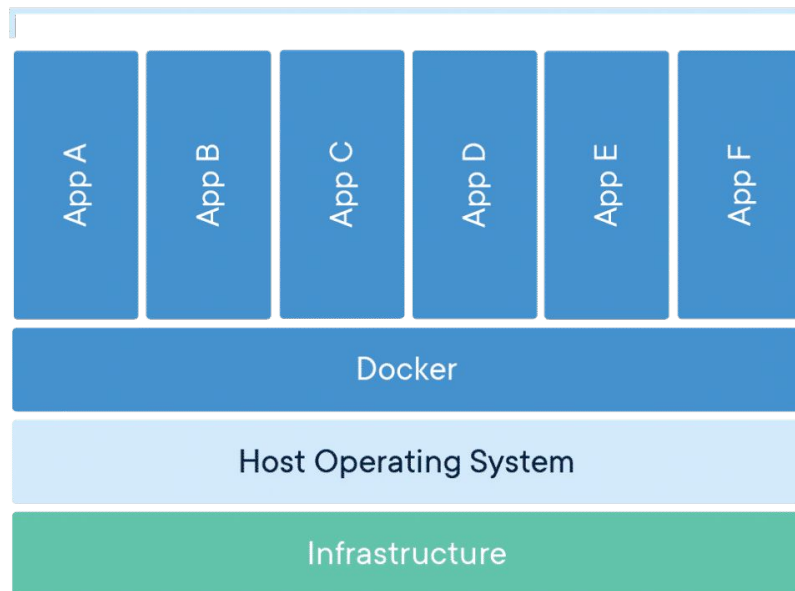 App A
App B
App C
App D
App E
App F
Docker
Host Operating System
Infrastructure